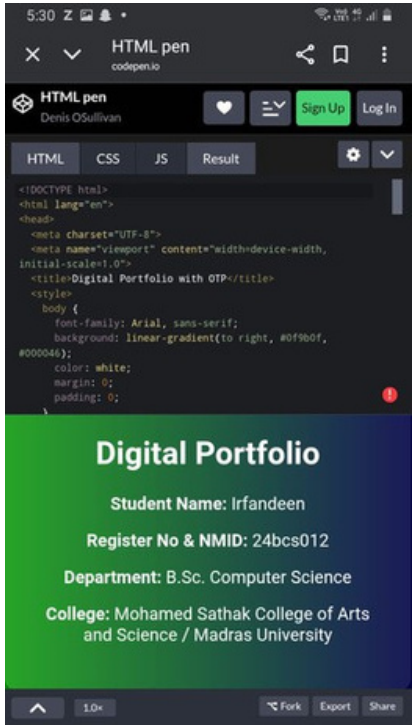 5:30 Z
HTML pen
codepen.io
HTML pen
Denis OSullivan
Sign Up
Log In
HTML CSS JS Result
<!DOCTYPE html>
<html lang="en">
<head>
<meta charset="UTF-8">
<meta name="viewport" content="width=device-width,
initial-scale=1.0">
<title>Digital Portfolio with OTP</title>
<style>
body {
font-family: Arial, sans-serif;
background: linear-gradient(to right, #0f9b0f,
#000046);
color: white;
margin: 0;
padding: 0;
}
Digital Portfolio
Student Name: Irfandeen
Register No & NMID: 24bcs012
Department: B.Sc. Computer Science
College: Mohamed Sathak College of Arts
and Science / Madras University
1.0× Fork Export Share